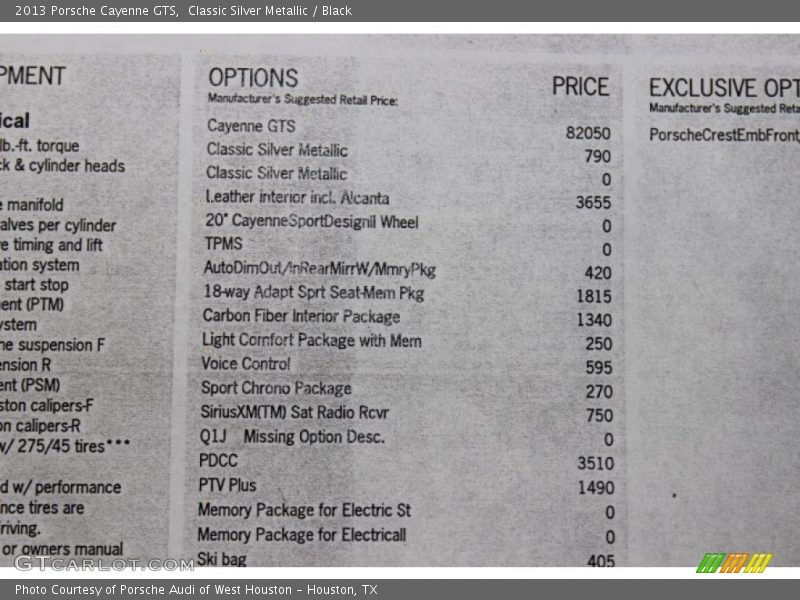 2013 Porsche Cayenne GTS, Classic Silver Metallic / Black
PMENT
ical
lb.-ft. torque
ck & cylinder heads
e manifold
alves per cylinder
e timing and lift
ation system
start stop
ent (PTM)
ystem
ne suspension F
ension R
ent (PSM)
ston calipers-F
on calipers-R
w/ 275/45 tires***
d w/ performance
nce tires are
riving.
or owners manual
OPTIONS PRICE
Manufacturer's Suggested Retail Price:
Cayenne GTS 82050
Classic Silver Metallic 790
Classic Silver Metallic 0
Leather interior incl. Alcanta 3655
20" CayenneSportDesignII Wheel 0
TPMS 0
AutoDimOut/InRearMirrW/MmryPkg 420
18-way Adapt Sprt Seat-Mem Pkg 1815
Carbon Fiber Interior Package 1340
Light Comfort Package with Mem 250
Voice Control 595
Sport Chrono Package 270
SiriusXM(TM) Sat Radio Rcvr 750
Q1J Missing Option Desc. 0
PDCC 3510
PTV Plus 1490
Memory Package for Electric St 0
Memory Package for Electricall 0
Ski bag 405
EXCLUSIVE OPT
Manufacturer's Suggested Reta
PorscheCrestEmbFront
GTCARLOT.COM
Photo Courtesy of Porsche Audi of West Houston – Houston, TX